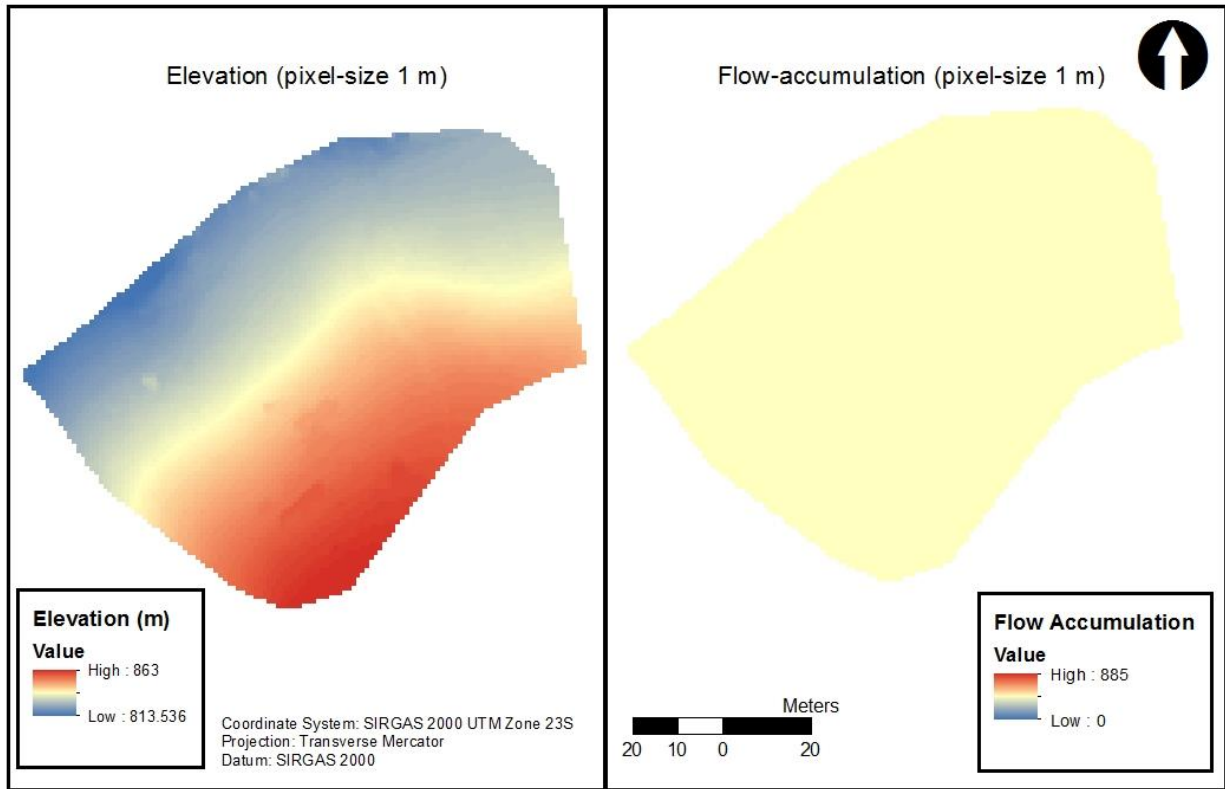 Elevation (pixel-size 1 m)
Elevation (m)
Value
High : 863
Low : 813.536
Coordinate System: SIRGAS 2000 UTM Zone 23S
Projection: Transverse Mercator
Datum: SIRGAS 2000
Flow-accumulation (pixel-size 1 m)
Meters
20 10 0 20
Flow Accumulation
Value
High : 885
Low : 0